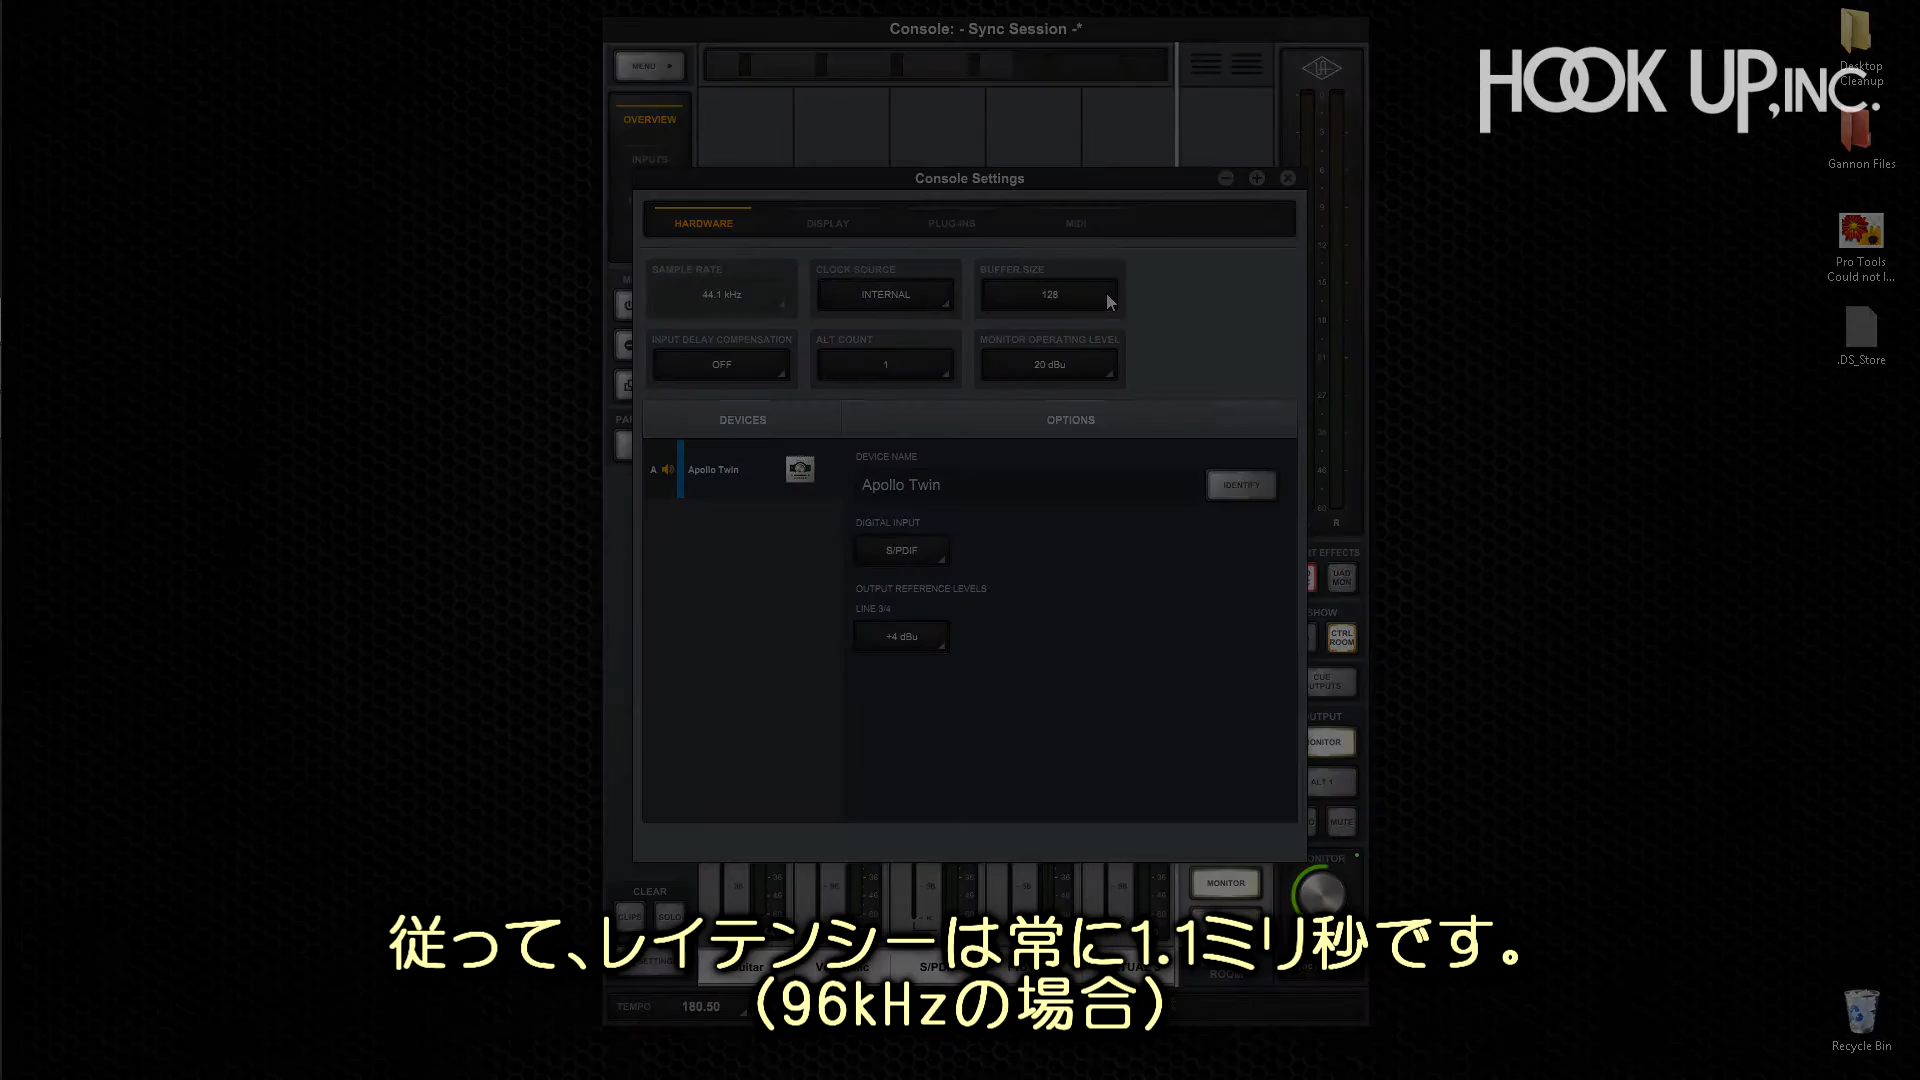 Console: - Sync Session -*
MENU
HOOK UP,INC.
Desktop
Cleanup
OVERVIEW
INPUTS
Gannon Files
Console Settings
HARDWARE
DISPLAY
PLUG-INS
MIDI
SAMPLE RATE
44.1 kHz
CLOCK SOURCE
INTERNAL
BUFFER SIZE
128
Pro Tools
Could not l...
INPUT DELAY COMPENSATION
OFF
ALT COUNT
1
MONITOR OPERATING LEVEL
20 dBu
.DS_Store
DEVICES
OPTIONS
A
Apollo Twin
DEVICE NAME
Apollo Twin
IDENTIFY
DIGITAL INPUT
S/PDIF
OUTPUT REFERENCE LEVELS
LINE 3/4
+4 dBu
R
UAD
MON
SHOW
CTRL
ROOM
CUE
ALT 1
MUTE
CLEAR
CLIPS
SOLO
MONITOR
従って､レイテンシーは常に1.1ミリ秒です。
(96kHzの場合)
ROOM
TEMPO
180.50
Recycle Bin